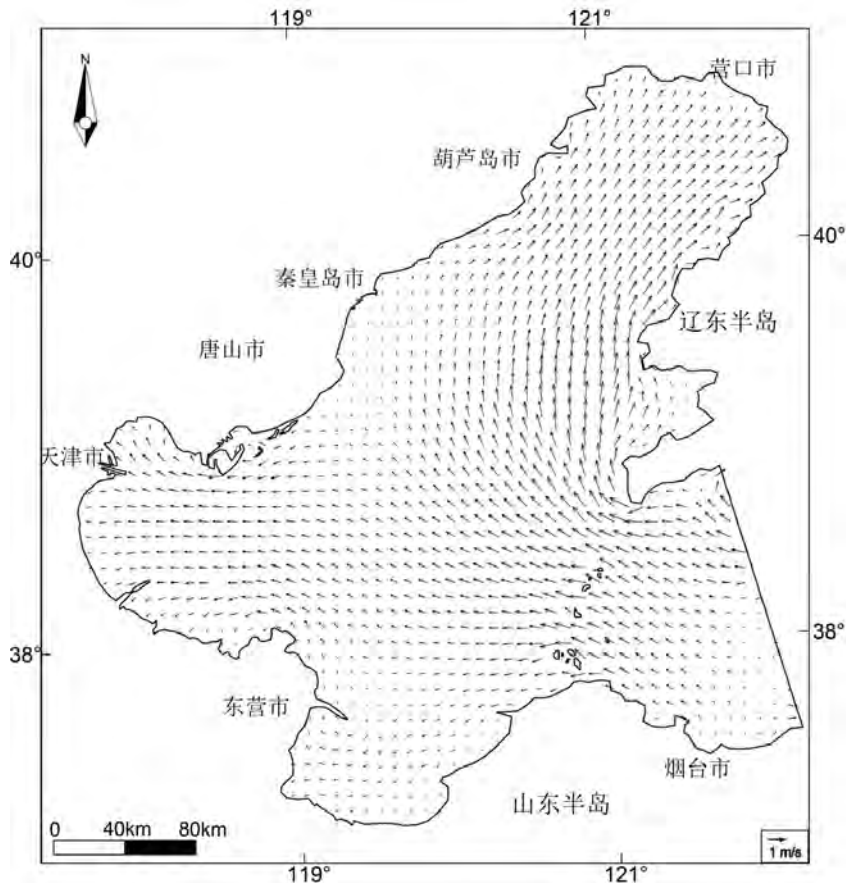 119° 121°
N
营口市
葫芦岛市
40° 40°
秦皇岛市
辽东半岛
唐山市
天津市
38° 38°
东营市
烟台市
山东半岛
0 40km 80km
1 m/s
119° 121°